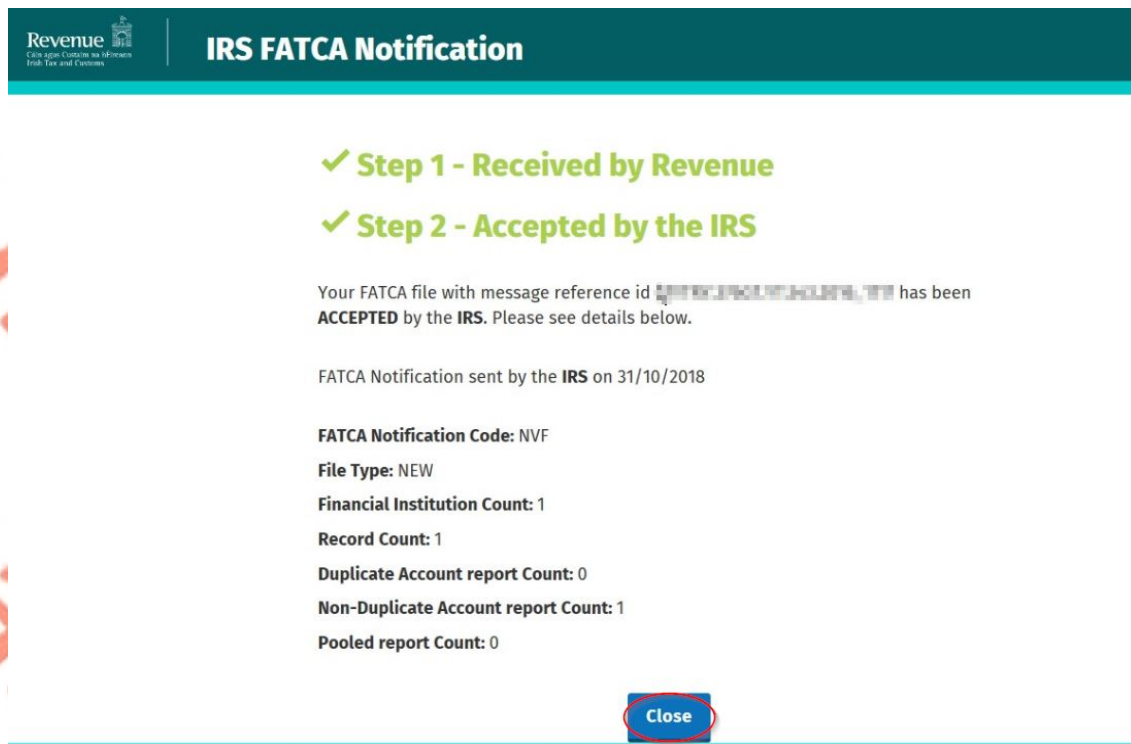 Revenue
Cáin agus Custaim na hÉireann
Irish Tax and Customs
IRS FATCA Notification
Step 1 - Received by Revenue
Step 2 - Accepted by the IRS
Your FATCA file with message reference id has been
ACCEPTED by the IRS. Please see details below.
FATCA Notification sent by the IRS on 31/10/2018
FATCA Notification Code: NVF
File Type: NEW
Financial Institution Count: 1
Record Count: 1
Duplicate Account report Count: 0
Non-Duplicate Account report Count: 1
Pooled report Count: 0
Close